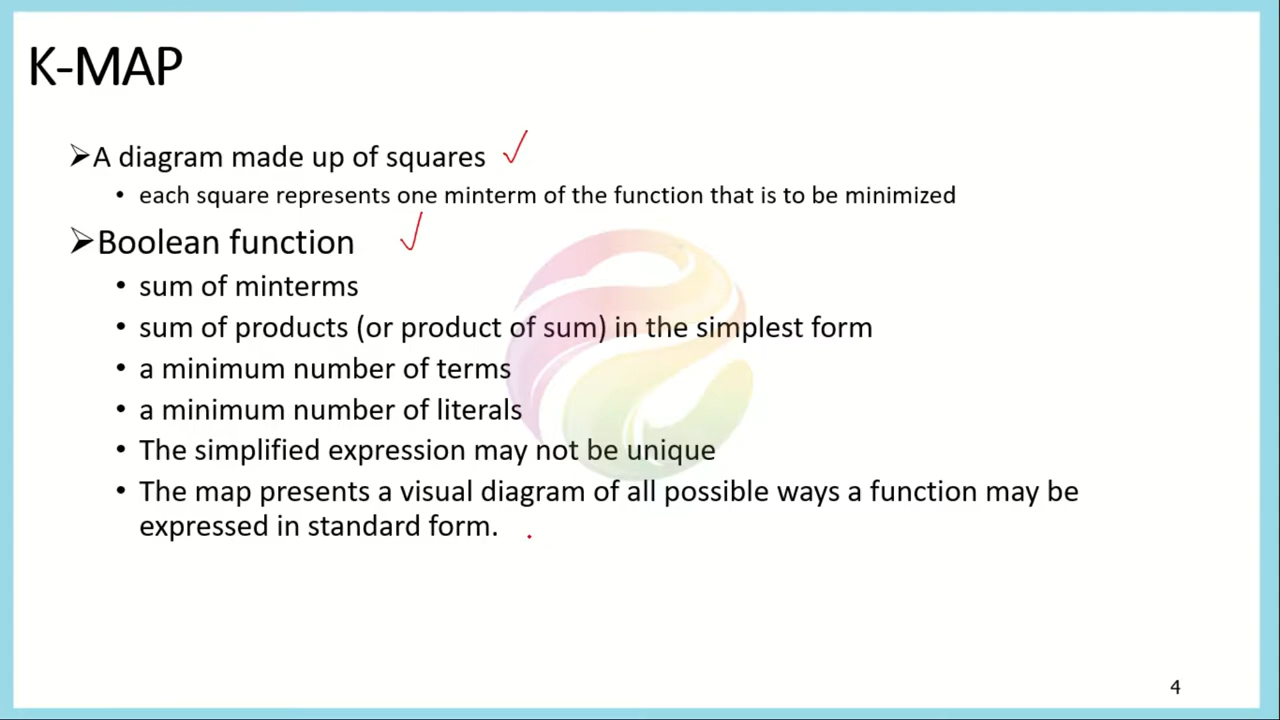 K-MAP
➢A diagram made up of squares ✓
• each square represents one minterm of the function that is to be minimized
➢Boolean function ✓
• sum of minterms
• sum of products (or product of sum) in the simplest form
• a minimum number of terms
• a minimum number of literals
• The simplified expression may not be unique
• The map presents a visual diagram of all possible ways a function may be
expressed in standard form.
4